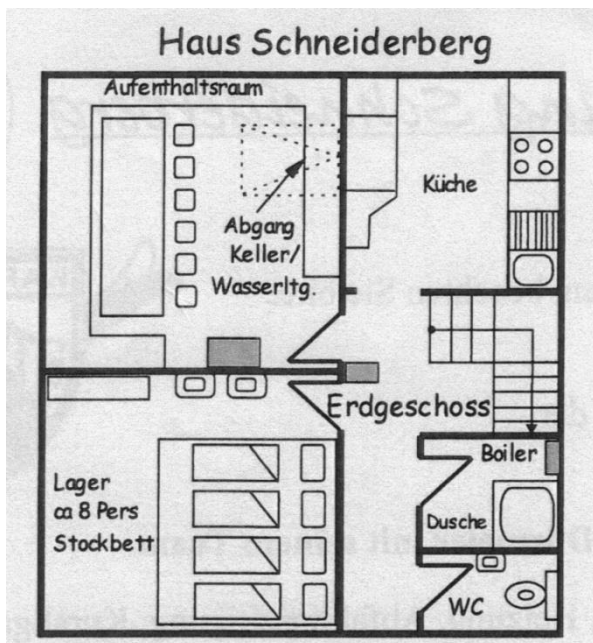 Haus Schneiderberg
Aufenthaltsraum
Küche
Abgang
Keller/
Wasserltg.
Erdgeschoss
Boiler
Lager
ca 8 Pers
Stockbett
Dusche
WC